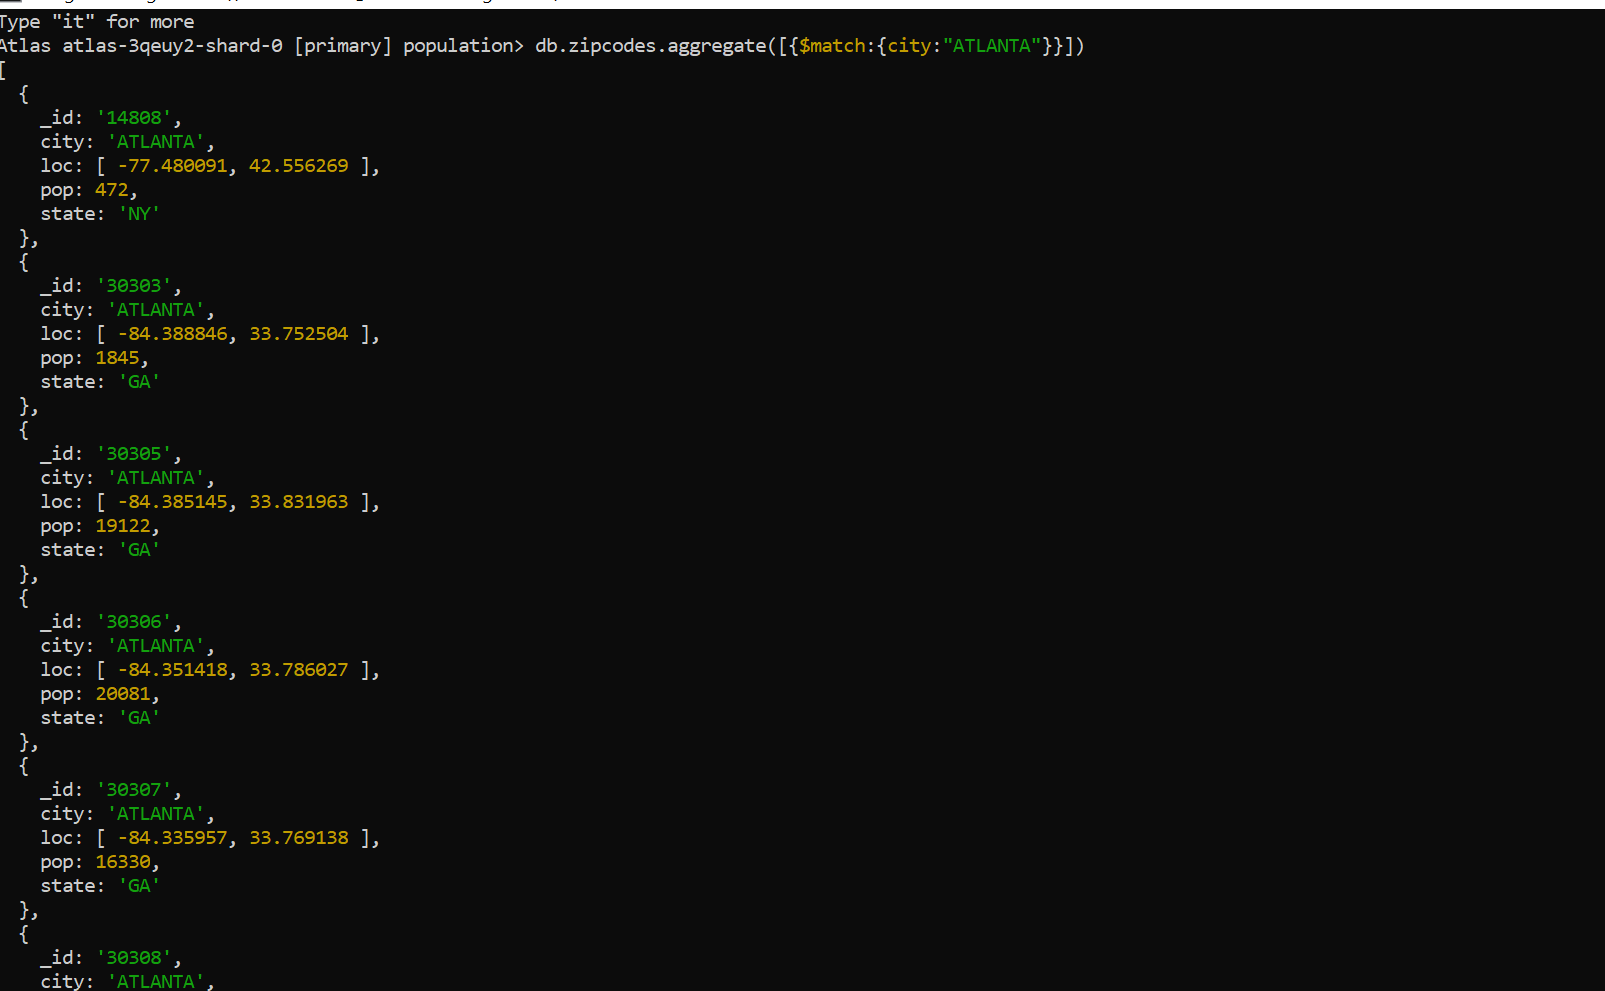 Type "it" for more
Atlas atlas-3qeuy2-shard-0 [primary] population> db.zipcodes.aggregate([{$match:{city:"ATLANTA"}}])
[
  {
    _id: '14808',
    city: 'ATLANTA',
    loc: [ -77.480091, 42.556269 ],
    pop: 472,
    state: 'NY'
  },
  {
    _id: '30303',
    city: 'ATLANTA',
    loc: [ -84.388846, 33.752504 ],
    pop: 1845,
    state: 'GA'
  },
  {
    _id: '30305',
    city: 'ATLANTA',
    loc: [ -84.385145, 33.831963 ],
    pop: 19122,
    state: 'GA'
  },
  {
    _id: '30306',
    city: 'ATLANTA',
    loc: [ -84.351418, 33.786027 ],
    pop: 20081,
    state: 'GA'
  },
  {
    _id: '30307',
    city: 'ATLANTA',
    loc: [ -84.335957, 33.769138 ],
    pop: 16330,
    state: 'GA'
  },
  {
    _id: '30308',
    city: 'ATLANTA',